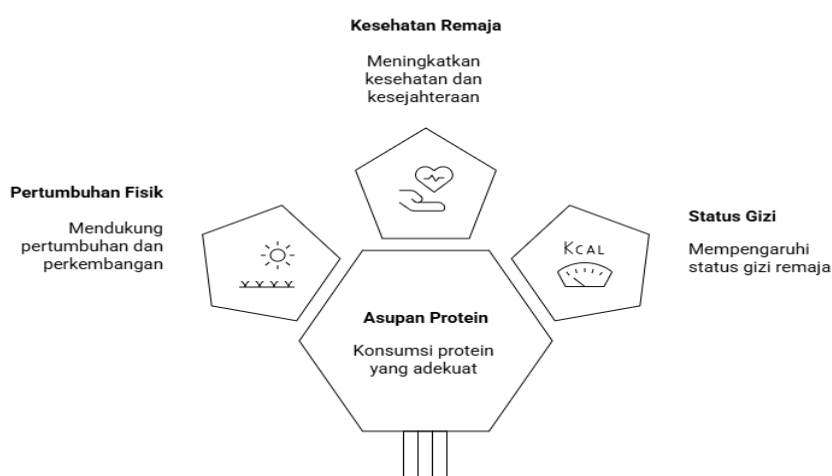 Kesehatan Remaja
Meningkatkan
kesehatan dan
kesejahteraan
Pertumbuhan Fisik
Mendukung
pertumbuhan dan
perkembangan
Status Gizi
Mempengaruhi
status gizi remaja
KCAL
Asupan Protein
Konsumsi protein
yang adekuat